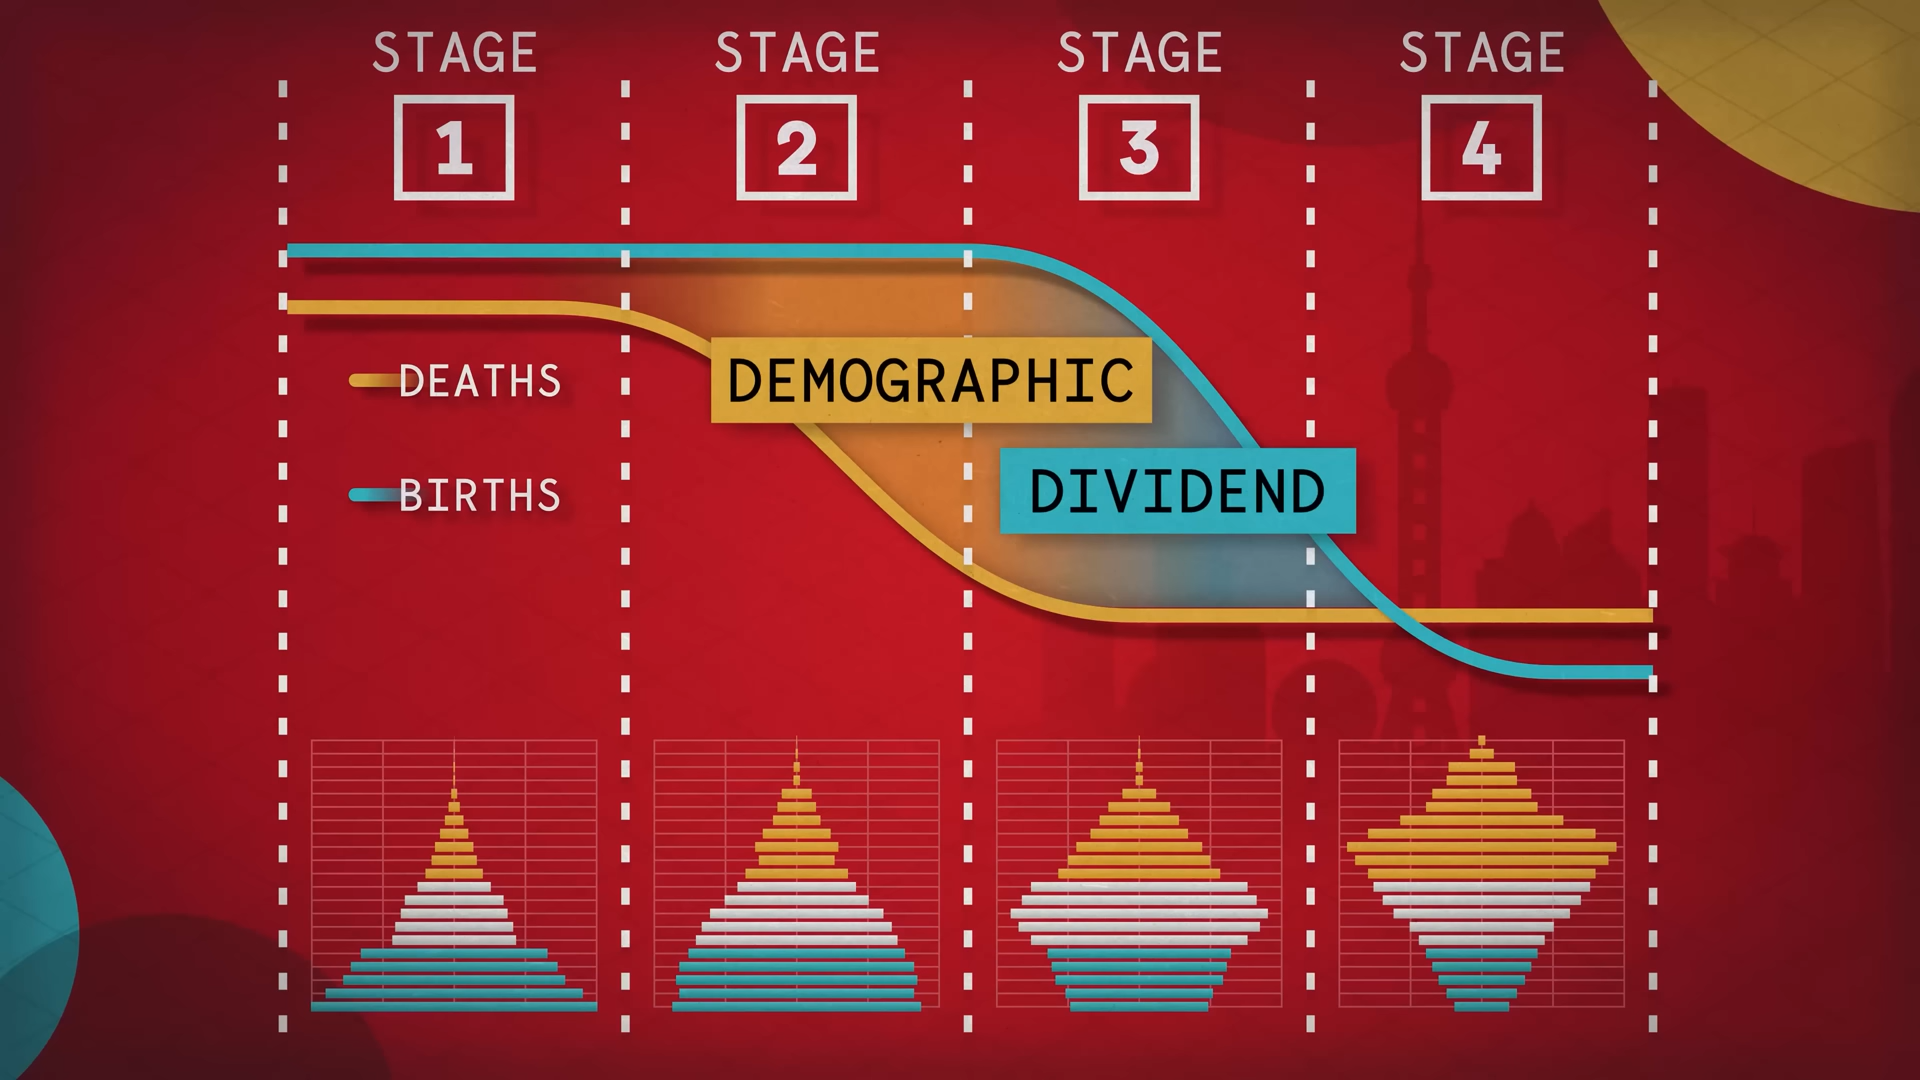 STAGE
1
STAGE
2
STAGE
3
STAGE
4
DEATHS
BIRTHS
DEMOGRAPHIC
DIVIDEND